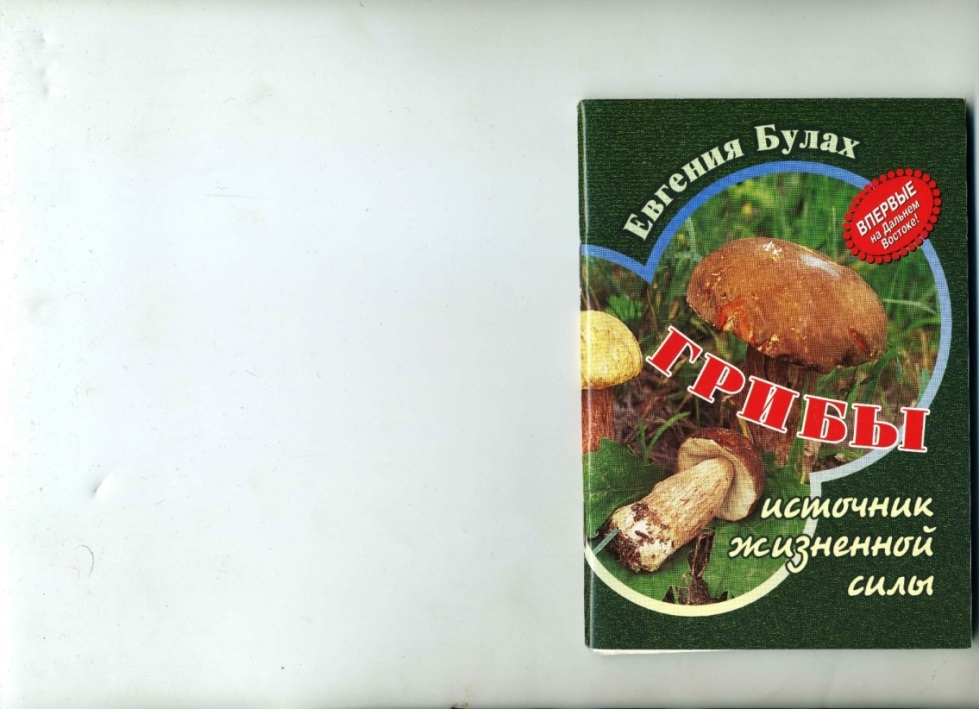 Евгения Булах
ВПЕРВЫЕ
на Дальнем
Востоке!
ГРИБЫ
источник
жизненной
силы